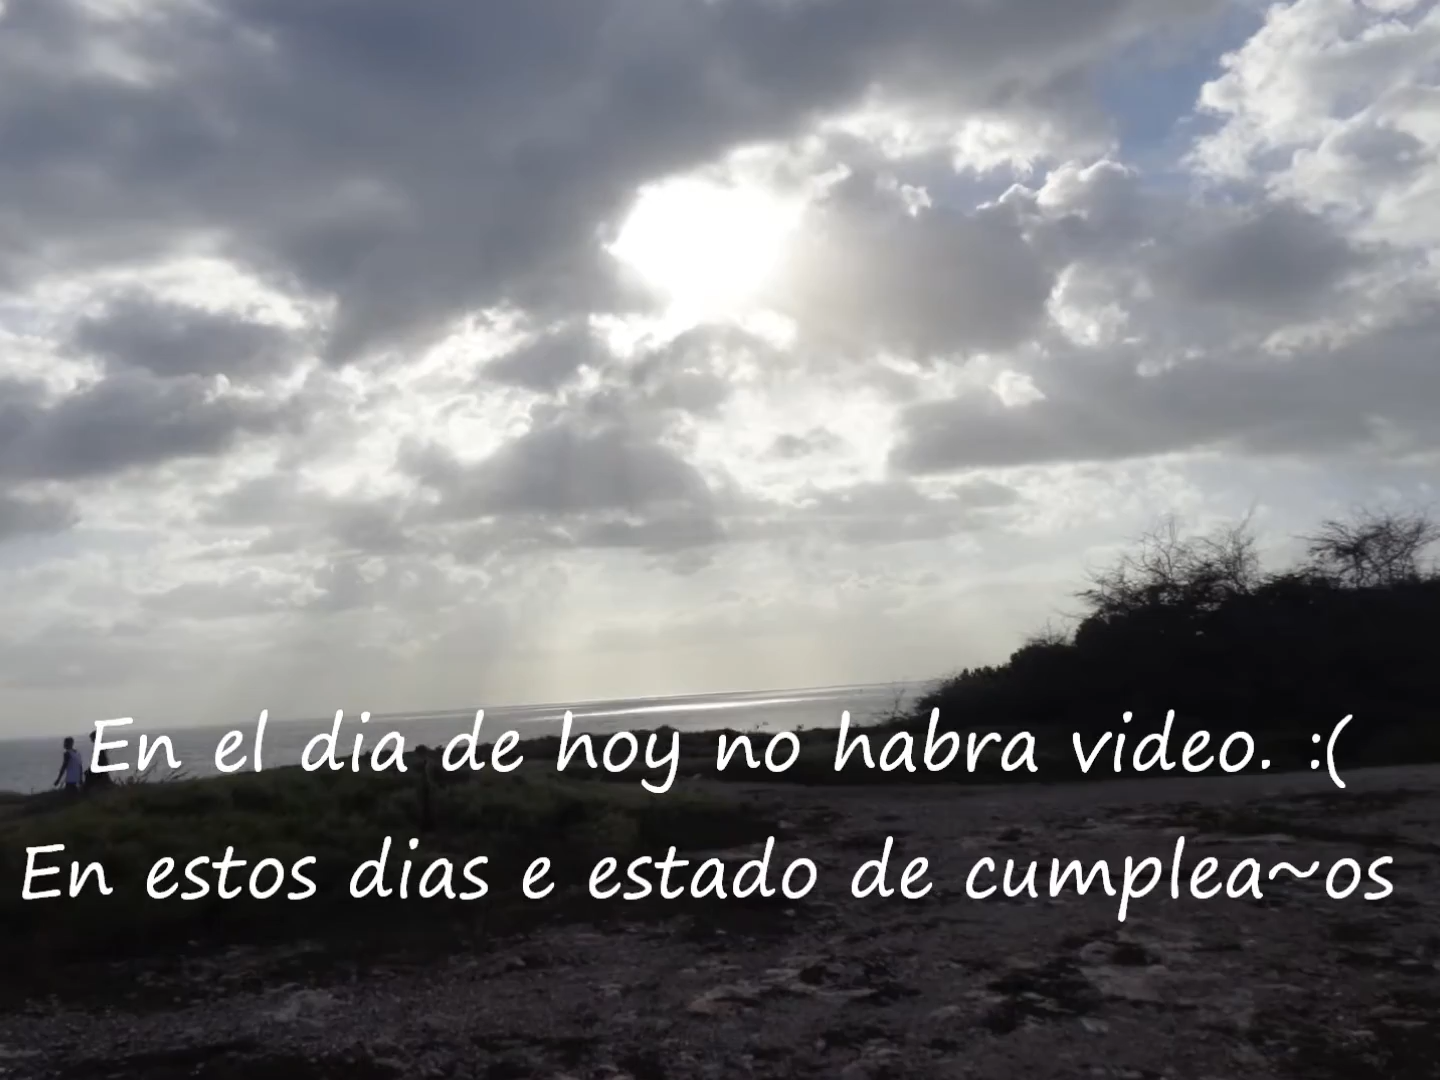 En el dia de hoy no habra video. :(
En estos dias e estado de cumplea~os